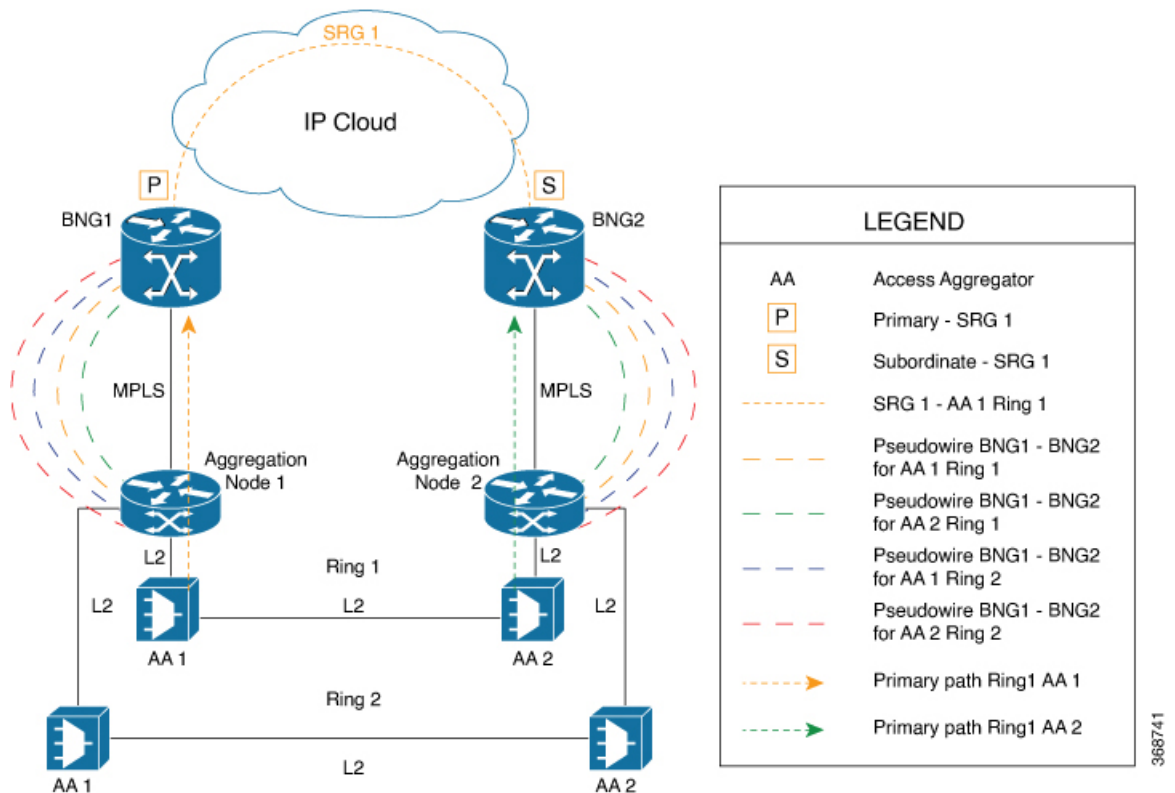 SRG 1
IP Cloud
P
S
BNG1
BNG2
MPLS
MPLS
Aggregation
Node 1
Aggregation
Node 2
L2
L2
Ring 1
L2
L2
L2
AA 1
AA 2
Ring 2
L2
AA 1
AA 2
LEGEND
AA Access Aggregator
P Primary - SRG 1
S Subordinate - SRG 1
SRG 1 - AA 1 Ring 1
Pseudowire BNG1 - BNG2
for AA 1 Ring 1
Pseudowire BNG1 - BNG2
for AA 2 Ring 1
Pseudowire BNG1 - BNG2
for AA 1 Ring 2
Pseudowire BNG1 - BNG2
for AA 2 Ring 2
Primary path Ring1 AA 1
Primary path Ring1 AA 2
368741